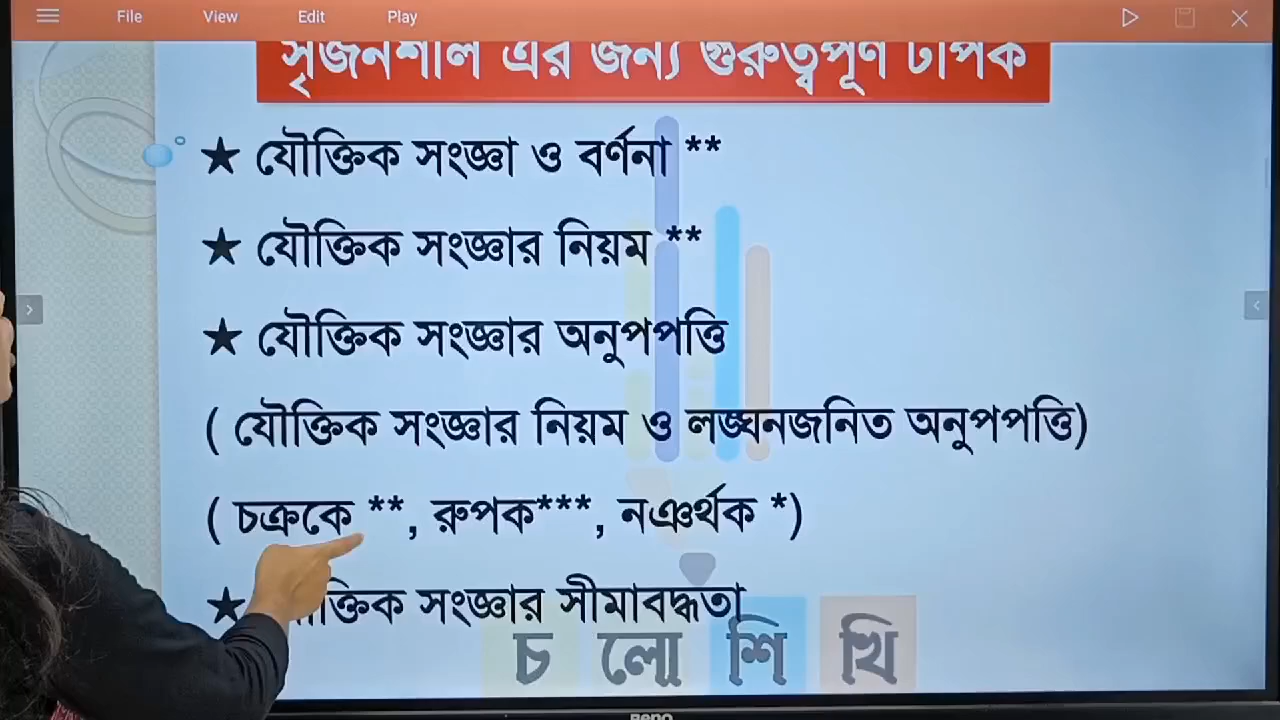 File View Edit Play
সৃজনশীল এর জন্য গুরুত্বপূর্ণ টপিক
★ যৌক্তিক সংজ্ঞা ও বর্ণনা **
★ যৌক্তিক সংজ্ঞার নিয়ম **
★ যৌক্তিক সংজ্ঞার অনুপপত্তি
( যৌক্তিক সংজ্ঞার নিয়ম ও লঙ্ঘনজনিত অনুপপত্তি)
( চক্রকে **, রুপক***, নঞর্থক *)
★ যৌক্তিক সংজ্ঞার সীমাবদ্ধতা
চ লো শি খি
BenQ